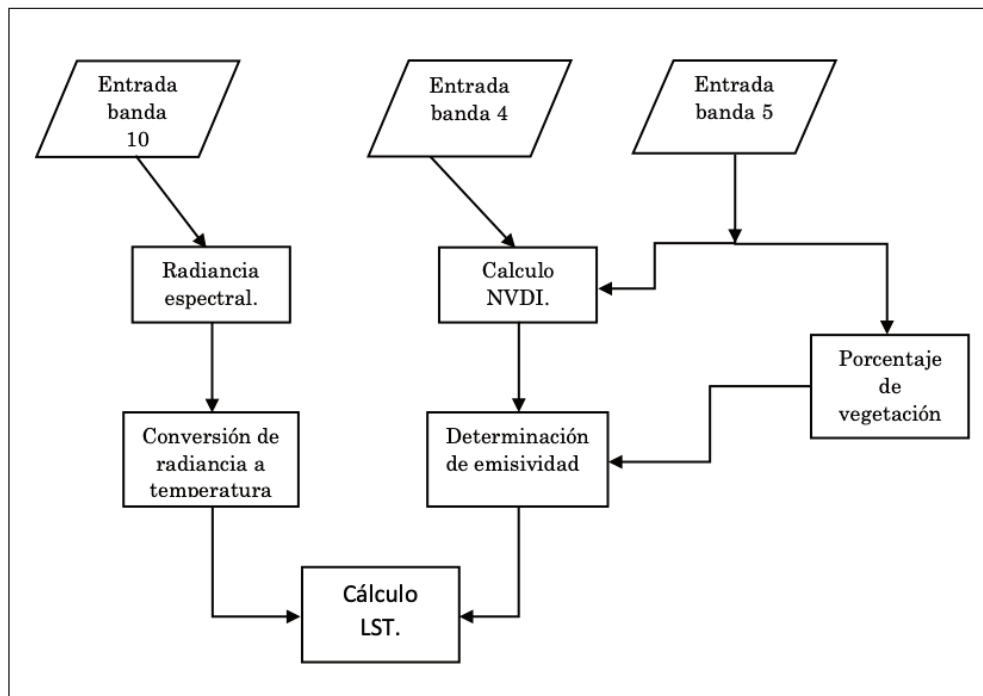 Entrada
banda
10
Entrada
banda 4
Entrada
banda 5
Radiancia
espectral.
Calculo
NVDI.
Porcentaje
de
vegetación
Conversión de
radiancia a
temperatura
Determinación
de emisividad
Cálculo
LST.